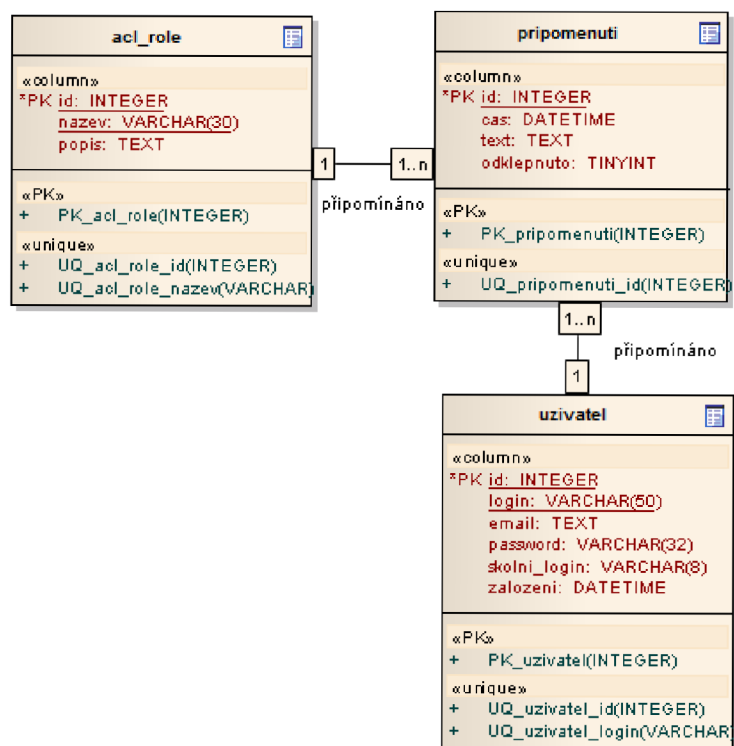 acl_role
«column»
*PK id: INTEGER
nazev: VARCHAR(30)
popis: TEXT
«PK»
+ PK_acl_role(INTEGER)
«unique»
+ UQ_acl_role_id(INTEGER)
+ UQ_acl_role_nazev(VARCHAR)
1
1..n
připomínáno
pripomenuti
«column»
*PK id: INTEGER
cas: DATETIME
text: TEXT
odklepnuto: TINYINT
«PK»
+ PK_pripomenuti(INTEGER)
«unique»
+ UQ_pripomenuti_id(INTEGER)
1..n
připomínáno
1
uzivatel
«column»
*PK id: INTEGER
login: VARCHAR(50)
email: TEXT
password: VARCHAR(32)
skolni_login: VARCHAR(8)
zalozeni: DATETIME
«PK»
+ PK_uzivatel(INTEGER)
«unique»
+ UQ_uzivatel_id(INTEGER)
+ UQ_uzivatel_login(VARCHAR)